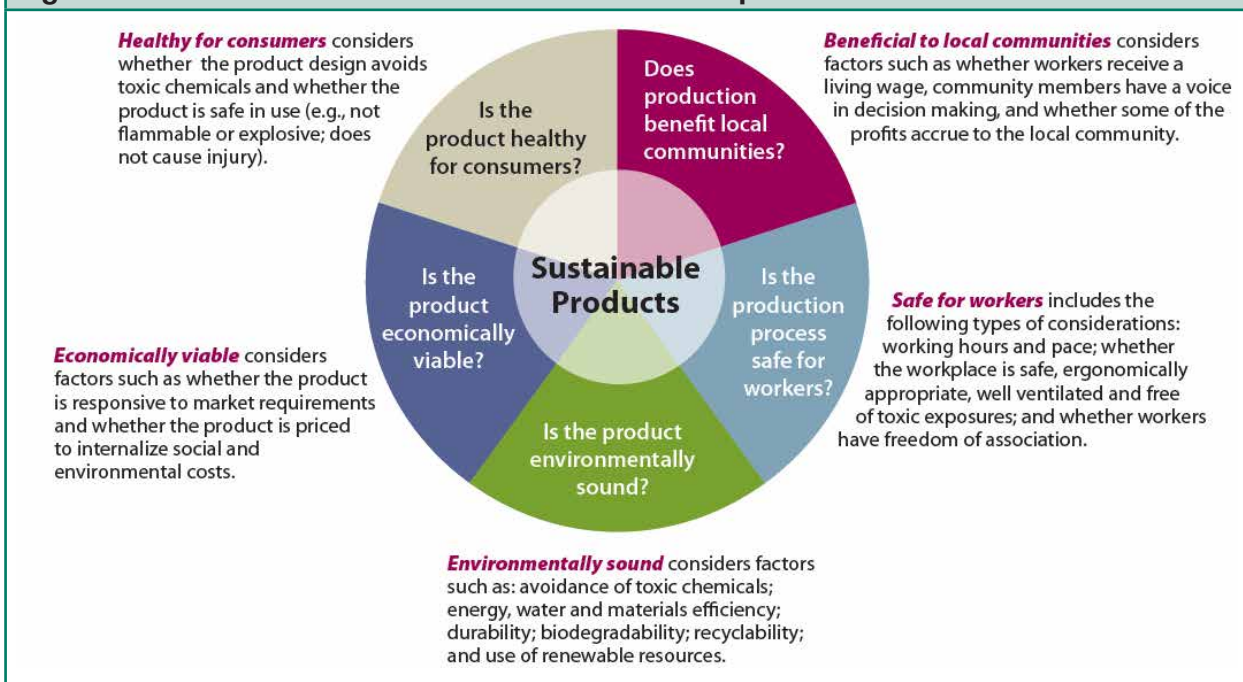 Healthy for consumers considers
whether the product design avoids
toxic chemicals and whether the
product is safe in use (e.g., not
flammable or explosive; does
not cause injury).
Is the
product healthy
for consumers?
Does
production
benefit local
communities?
Beneficial to local communities considers
factors such as whether workers receive a
living wage, community members have a voice
in decision making, and whether some of the
profits accrue to the local community.
Economically viable considers
factors such as whether the product
is responsive to market requirements
and whether the product is priced
to internalize social and
environmental costs.
Is the
product
economically
viable?
Sustainable
Products
Is the
production
process
safe for
workers?
Safe for workers includes the
following types of considerations:
working hours and pace; whether
the workplace is safe, ergonomically
appropriate, well ventilated and free
of toxic exposures; and whether workers
have freedom of association.
Is the product
environmentally
sound?
Environmentally sound considers factors
such as: avoidance of toxic chemicals;
energy, water and materials efficiency;
durability; biodegradability; recyclability;
and use of renewable resources.